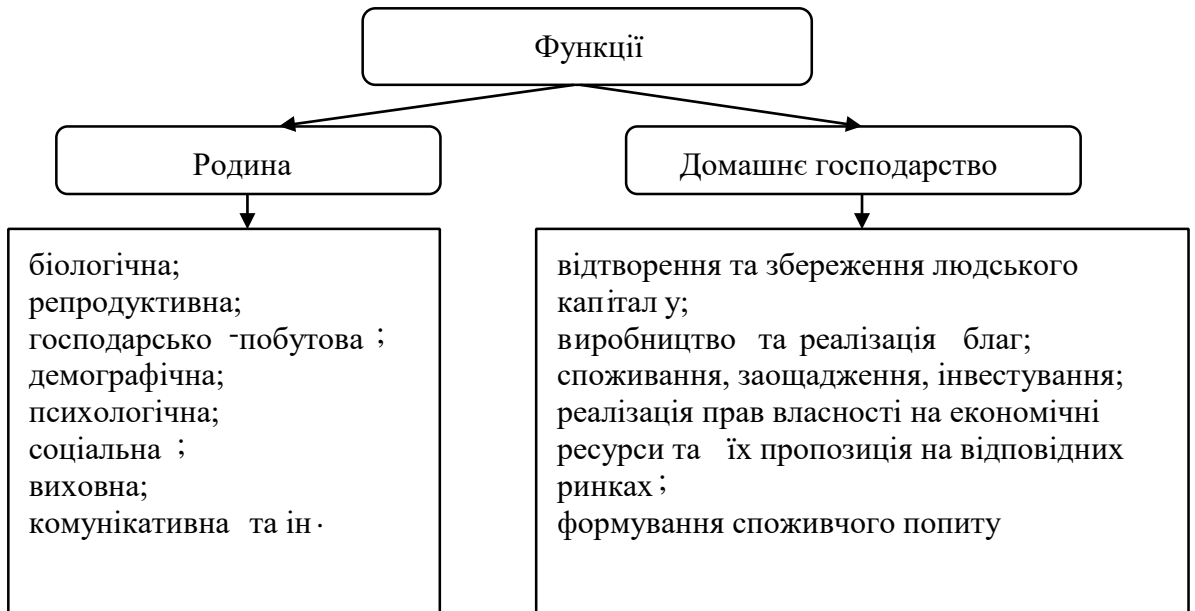 Функції
Родина
Домашнє господарство
біологічна;
репродуктивна;
господарсько -побутова ;
демографічна;
психологічна;
соціальна ;
виховна;
комунікативна та ін .
відтворення та збереження людського
капітал у;
виробництво та реалізація благ;
споживання, заощадження, інвестування;
реалізація прав власності на економічні
ресурси та їх пропозиція на відповідних
ринках ;
формування споживчого попиту